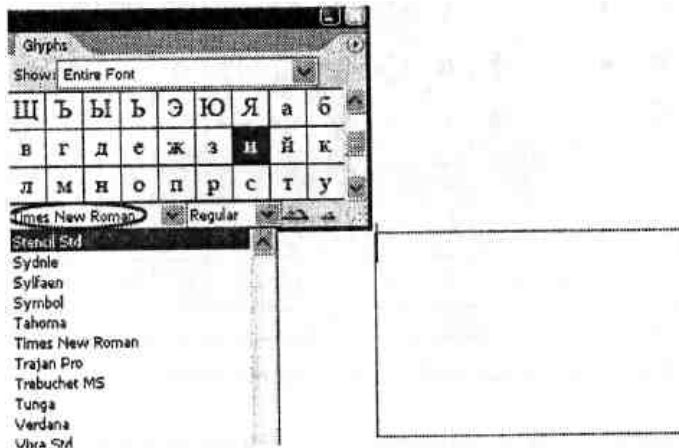 Glyphs
Show: Entire Font
Щ Ъ Ы Ь Э Ю Я а б
в г д е ж з и й к
л м н о п р с т у
Times New Roman Regular
Stencil Std
Sydnie
Sylfaen
Symbol
Tahoma
Times New Roman
Trajan Pro
Trebuchet MS
Tunga
Verdana
Viva Std